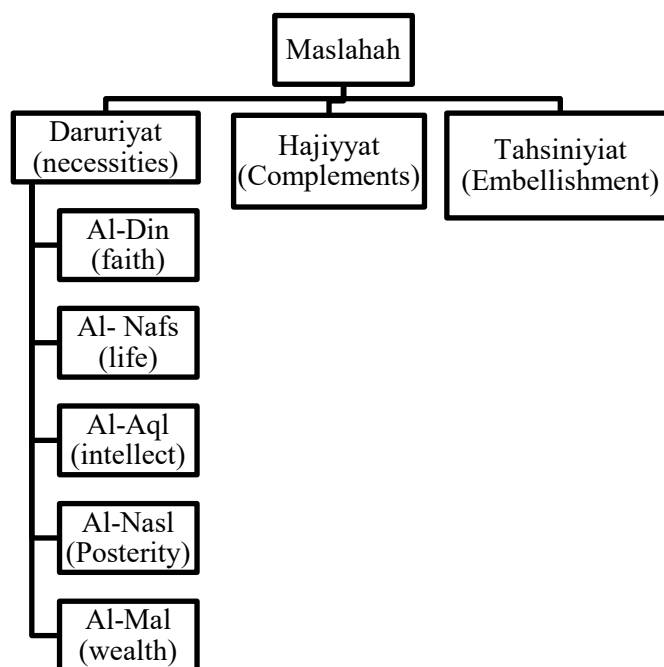 Maslahah
Daruriyat
(necessities)
Hajiyyat
(Complements)
Tahsiniyiat
(Embellishment)
Al-Din
(faith)
Al- Nafs
(life)
Al-Aql
(intellect)
Al-Nasl
(Posterity)
Al-Mal
(wealth)